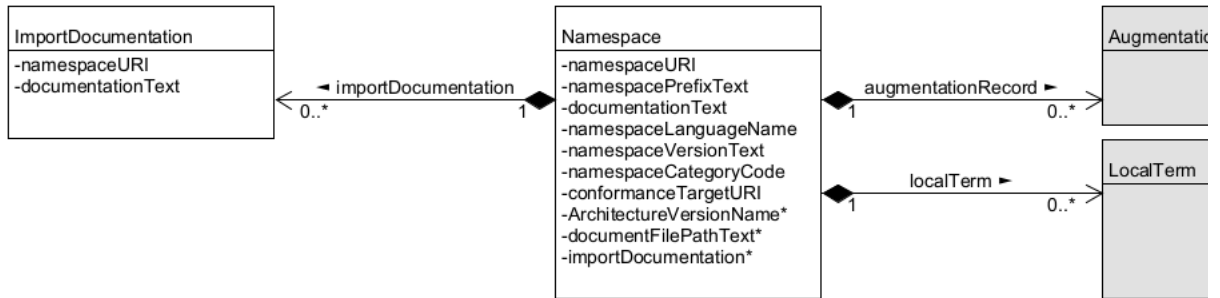 ImportDocumentation
-namespaceURI
-documentationText
◄ importDocumentation
0..*
1
Namespace
-namespaceURI
-namespacePrefixText
-documentationText
-namespaceLanguageName
-namespaceVersionText
-namespaceCategoryCode
-conformanceTargetURI
-ArchitectureVersionName*
-documentFilePathText*
-importDocumentation*
augmentationRecord ►
1
0..*
localTerm ►
1
0..*
Augmentatio
LocalTerm